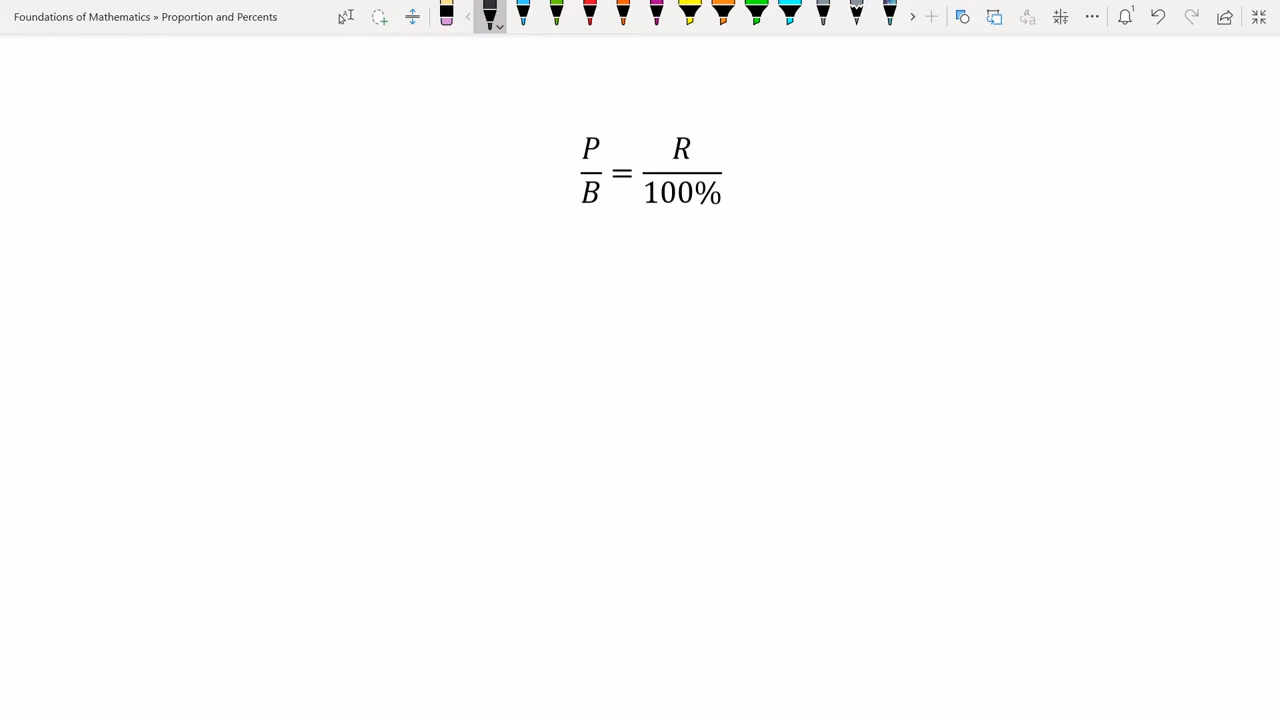 Foundations of Mathematics » Proportion and Percents
P/B = R/100%